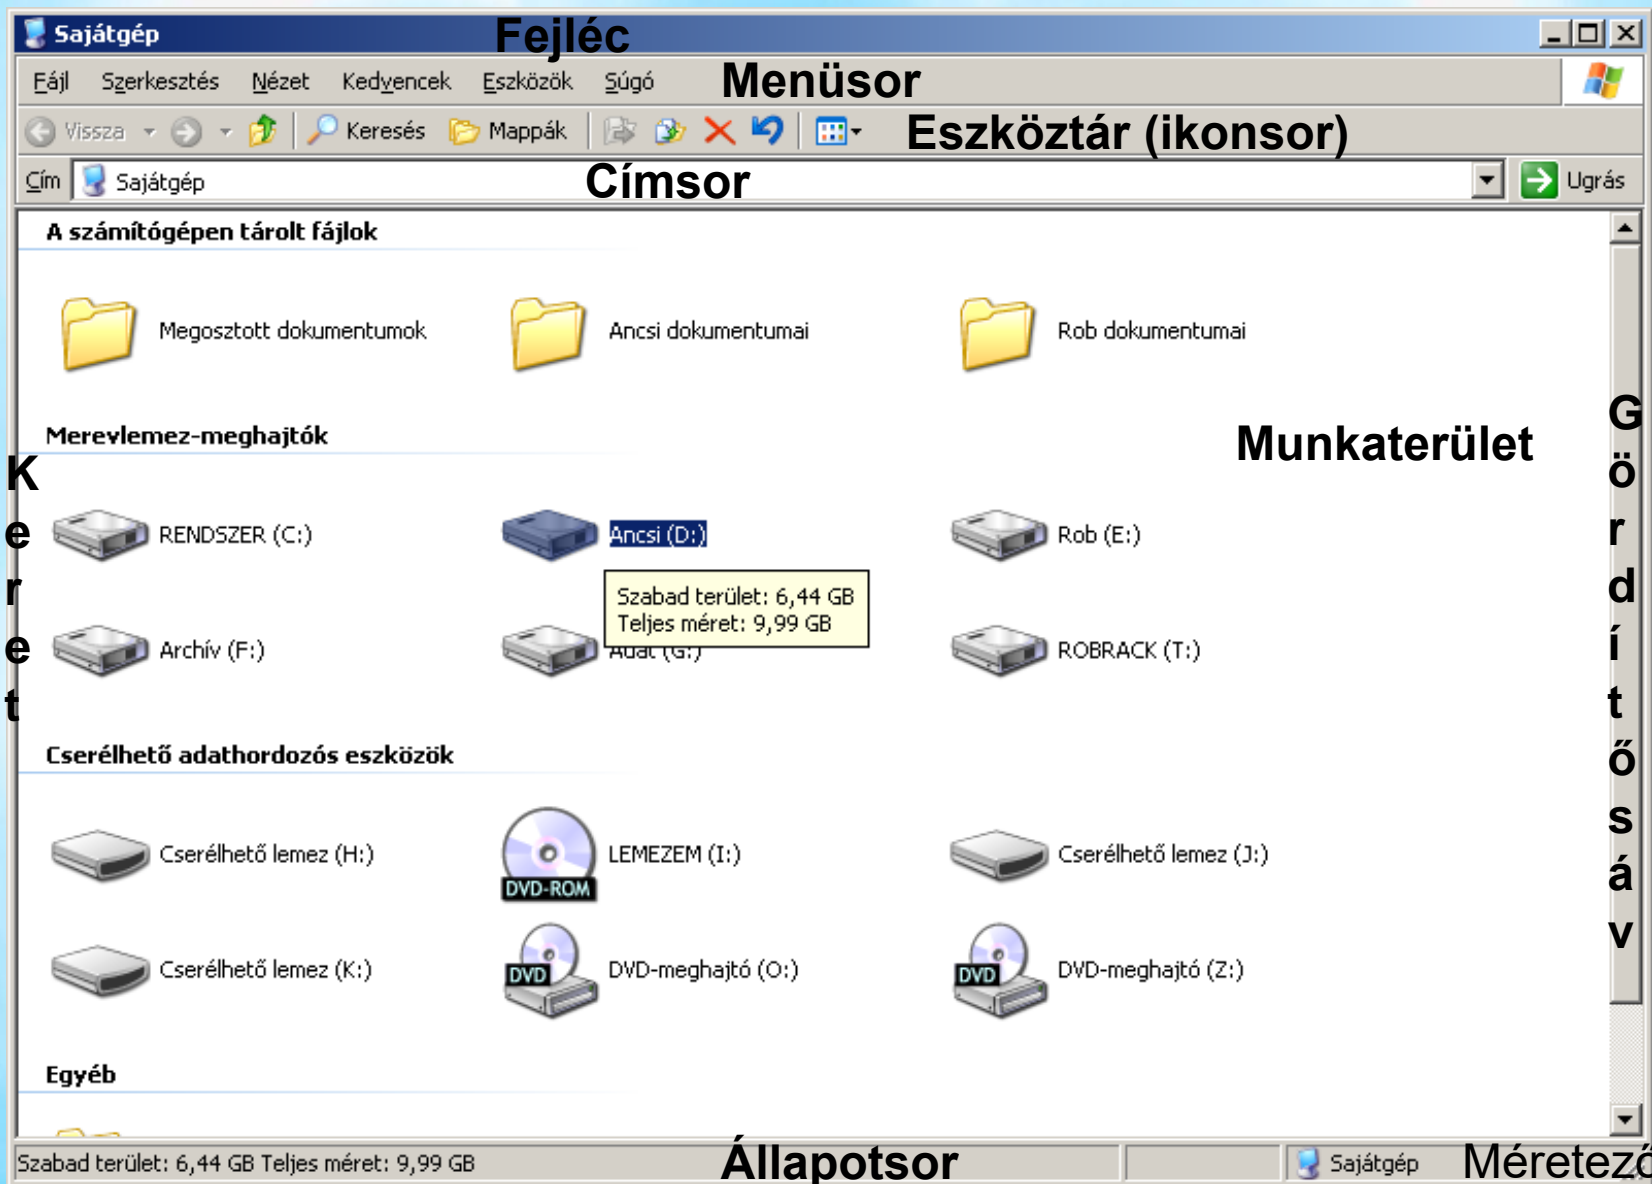 Sajátgép Fejléc
Fájl Szerkesztés Nézet Kedvencek Eszközök Súgó Menüsor
Vissza Keresés Mappák Eszköztár (ikonsor)
Cím Sajátgép Címsor Ugrás
A számítógépen tárolt fájlok
Megosztott dokumentumok Ancsi dokumentumai Rob dokumentumai
Merevlemez-meghajtók
Munkaterület
Keret
Gördítősáv
RENDSZER (C:) Ancsi (D:) Rob (E:)
Szabad terület: 6,44 GB
Teljes méret: 9,99 GB
Archív (F:) Adat (G:) ROBRACK (T:)
Cserélhető adathordozós eszközök
Cserélhető lemez (H:) LEMEZEM (I:) Cserélhető lemez (J:)
DVD-ROM
Cserélhető lemez (K:) DVD DVD-meghajtó (O:) DVD DVD-meghajtó (Z:)
Egyéb
Szabad terület: 6,44 GB Teljes méret: 9,99 GB Állapotsor Sajátgép Méretező